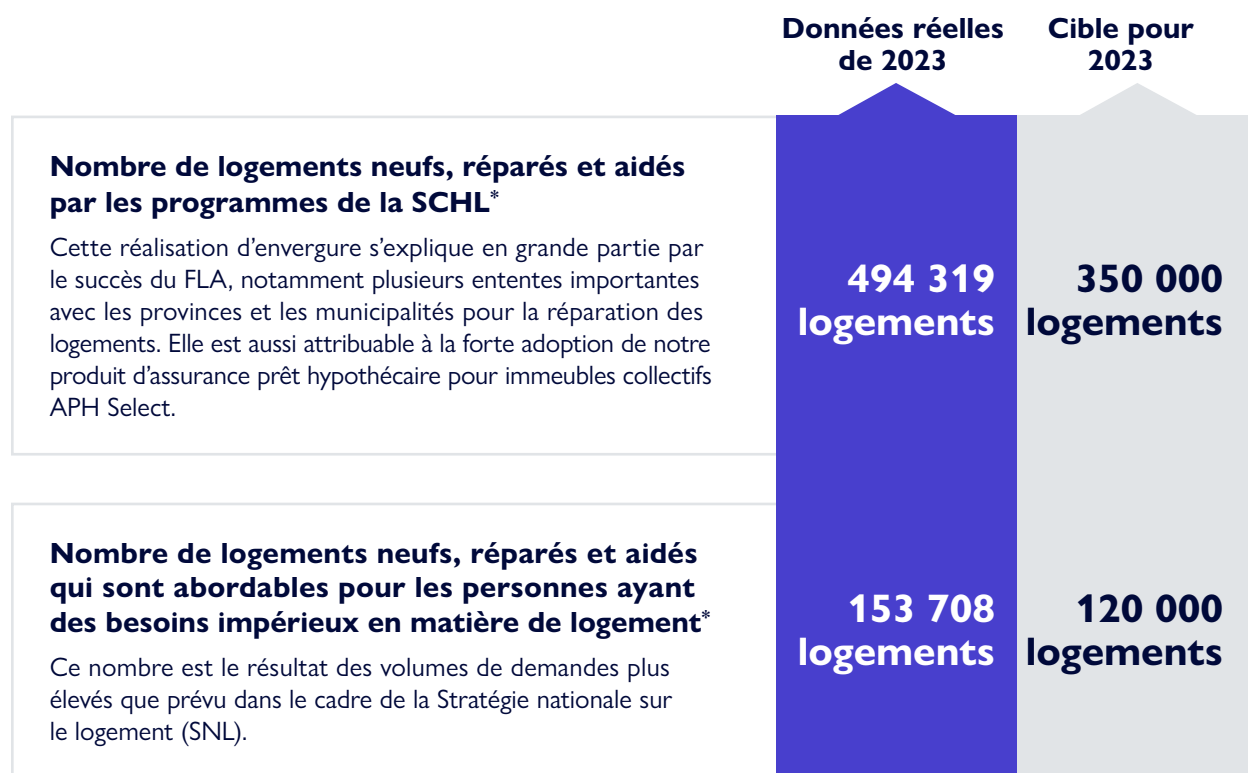 Données réelles
de 2023
Cible pour
2023
Nombre de logements neufs, réparés et aidés
par les programmes de la SCHL*
Cette réalisation d’envergure s’explique en grande partie par
le succès du FLA, notamment plusieurs ententes importantes
avec les provinces et les municipalités pour la réparation des
logements. Elle est aussi attribuable à la forte adoption de notre
produit d’assurance prêt hypothécaire pour immeubles collectifs
APH Select.
494 319
logements
350 000
logements
Nombre de logements neufs, réparés et aidés
qui sont abordables pour les personnes ayant
des besoins impérieux en matière de logement*
Ce nombre est le résultat des volumes de demandes plus
élevés que prévu dans le cadre de la Stratégie nationale sur
le logement (SNL).
153 708
logements
120 000
logements